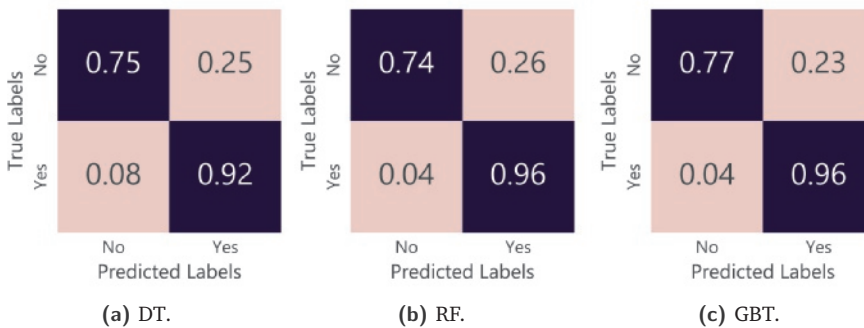 True Labels
No
0.75 0.25
Yes
0.08 0.92
No Yes
Predicted Labels
(a) DT.
True Labels
No
0.74 0.26
Yes
0.04 0.96
No Yes
Predicted Labels
(b) RF.
True Labels
No
0.77 0.23
Yes
0.04 0.96
No Yes
Predicted Labels
(c) GBT.